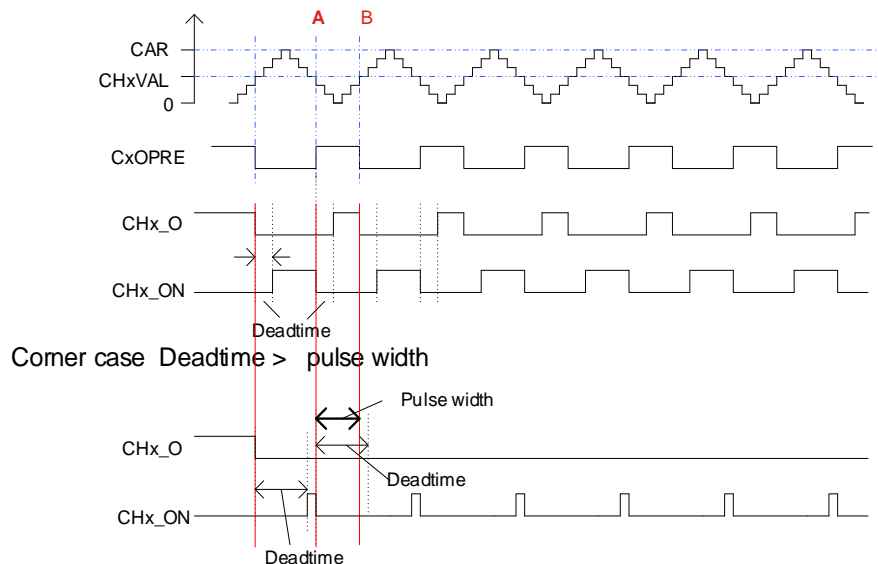 A B
CAR
CHxVAL
0
CxOPRE
CHx_O
CHx_ON
Deadtime
Corner case Deadtime > pulse width
Pulse width
CHx_O
Deadtime
CHx_ON
Deadtime